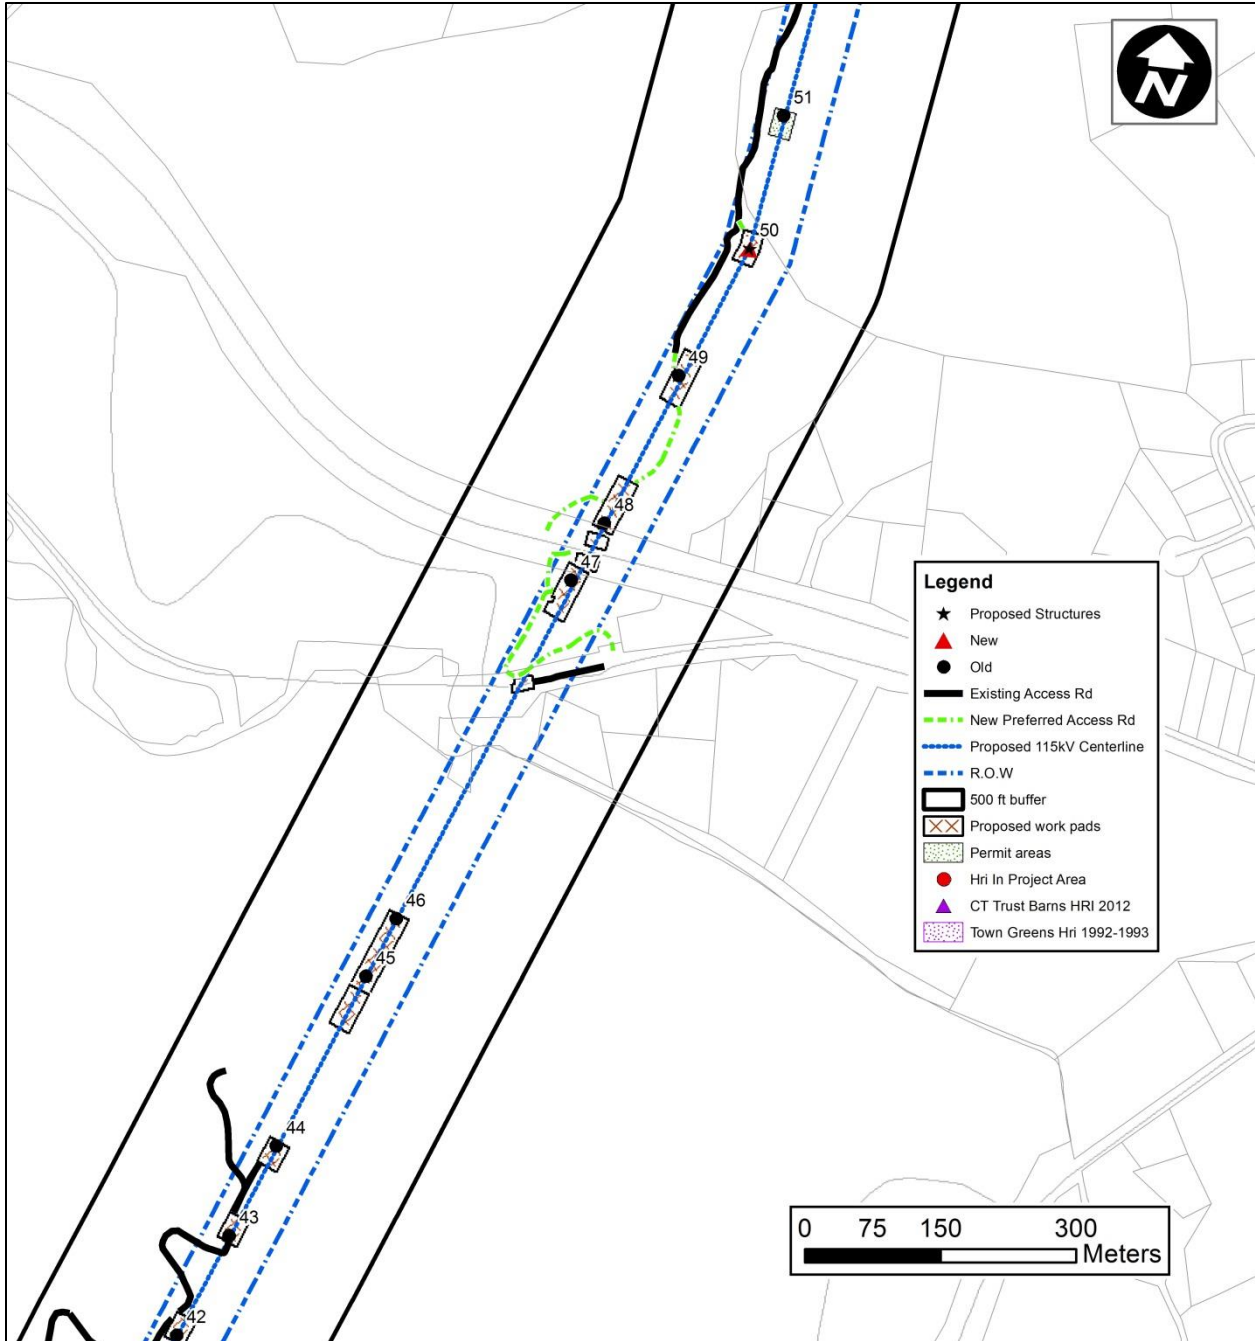 N
51
50
49
48
47
46
45
44
43
42
Legend
Proposed Structures
New
Old
Existing Access Rd
New Preferred Access Rd
Proposed 115kV Centerline
R.O.W
500 ft buffer
Proposed work pads
Permit areas
Hri In Project Area
CT Trust Barns HRI 2012
Town Greens Hri 1992-1993
0 75 150 300
Meters